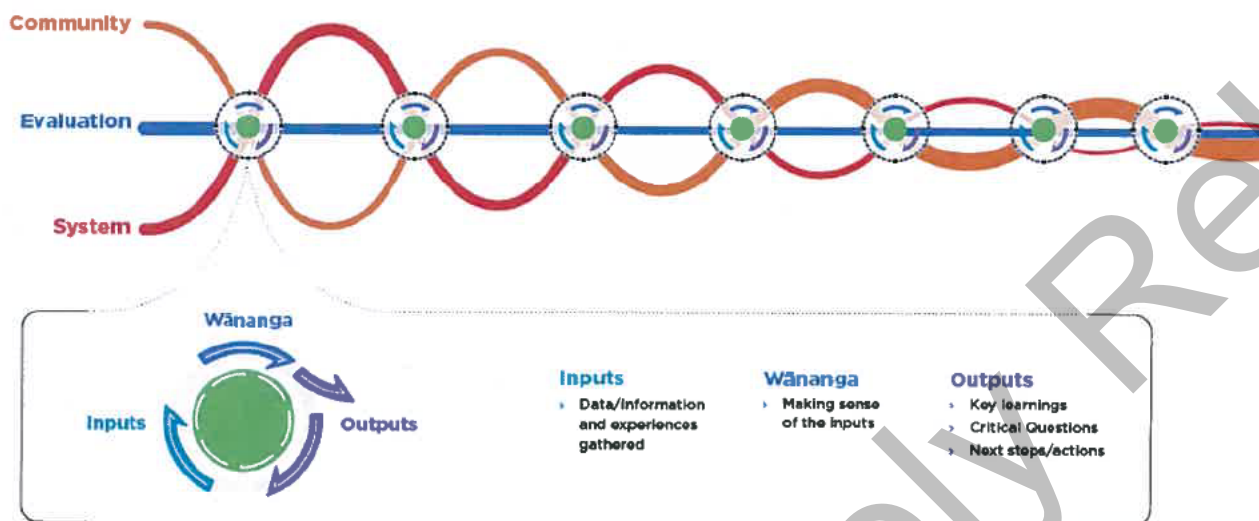 Community
Evaluation
System
Wānanga
Inputs
Outputs
Inputs
› Data/Information
and experiences
gathered
Wānanga
› Making sense
of the inputs
Outputs
› Key learnings
› Critical Questions
› Next steps/actions